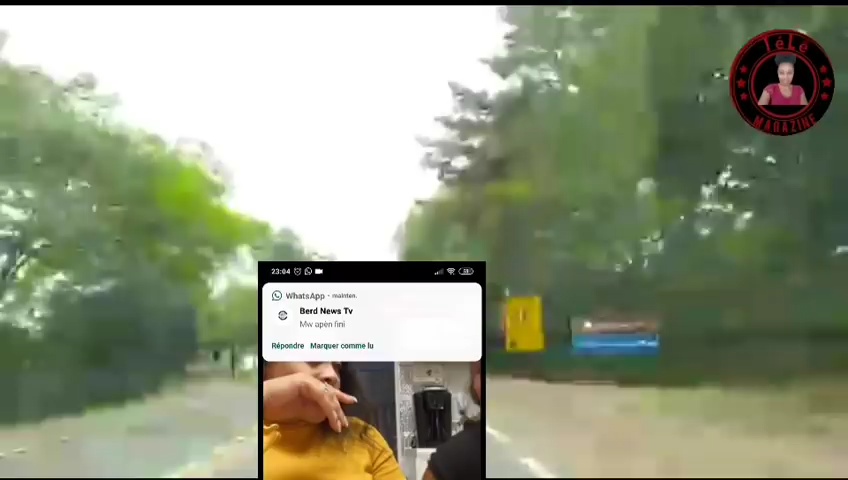 TéLé
MAGAZINE
23:04
WhatsApp • mainten.
Berd News Tv
Mw apèn fini
Répondre Marquer comme lu